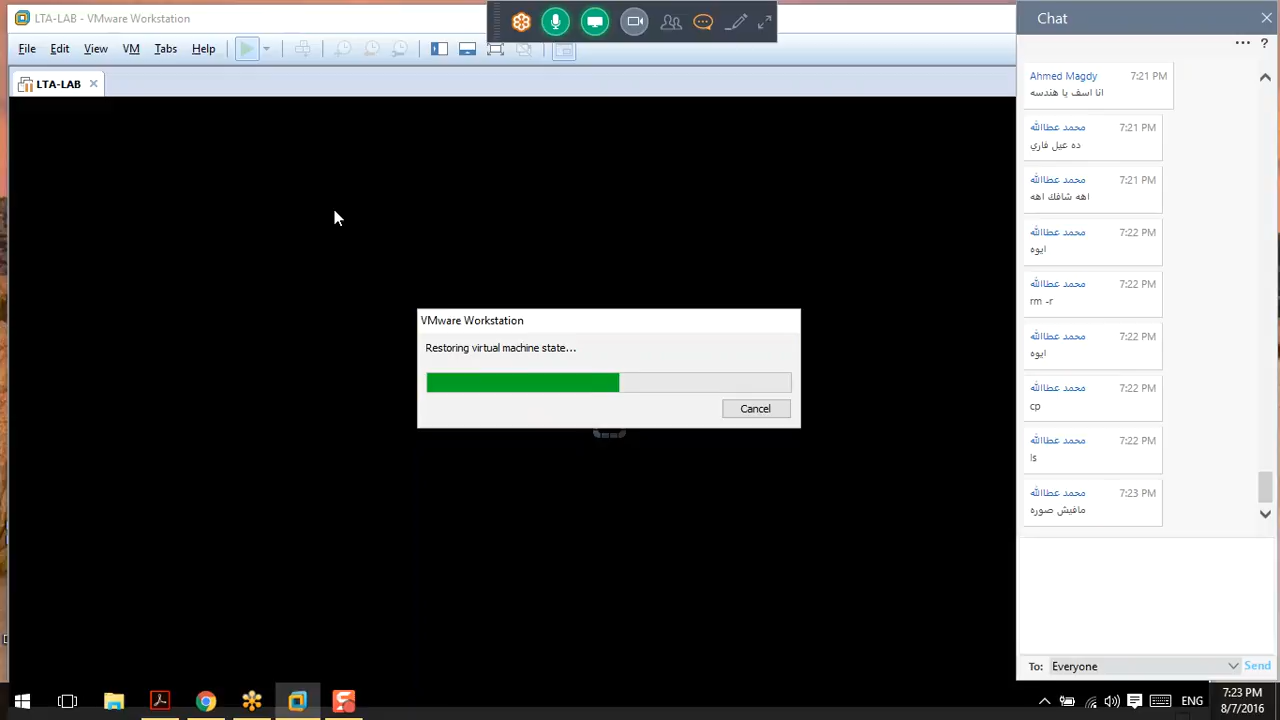 LTA-LAB - VMware Workstation
File
Edit
View
VM
Tabs
Help
LTA-LAB
VMware Workstation
Restoring virtual machine state...
Cancel
Chat
Ahmed Magdy 7:21 PM
انا اسف يا هندسه
محمد عطاالله 7:21 PM
ده عيل فاري
محمد عطاالله 7:21 PM
اهه شافك اهه
محمد عطاالله 7:22 PM
ايوه
محمد عطاالله 7:22 PM
rm -r
محمد عطاالله 7:22 PM
ايوه
محمد عطاالله 7:22 PM
cp
محمد عطاالله 7:22 PM
ls
محمد عطاالله 7:23 PM
مافيش صوره
To: Everyone Send
ENG
7:23 PM
8/7/2016